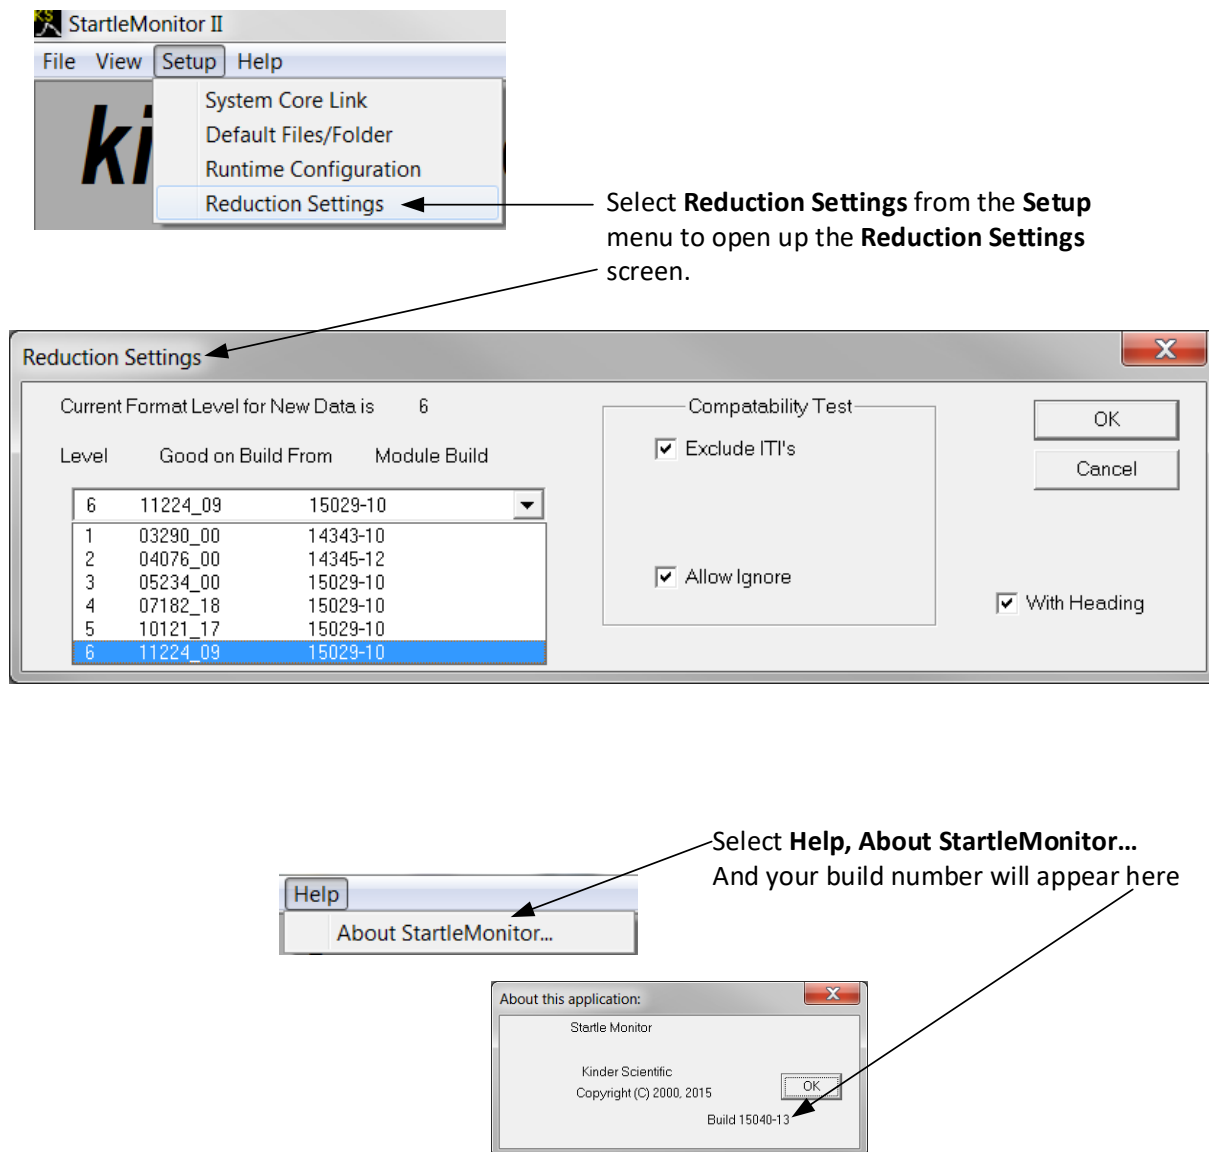 KS StartleMonitor II
File View Setup Help
ki
System Core Link
Default Files/Folder
Runtime Configuration
Reduction Settings
Select Reduction Settings from the Setup
menu to open up the Reduction Settings
screen.
Reduction Settings
X
Current Format Level for New Data is 6
Level Good on Build From Module Build
6 11224_09 15029-10
1 03290_00 14343-10
2 04076_00 14345-12
3 05234_00 15029-10
4 07182_18 15029-10
5 10121_17 15029-10
6 11224_09 15029-10
Compatability Test
Exclude ITI's
Allow Ignore
OK
Cancel
With Heading
Select Help, About StartleMonitor...
And your build number will appear here
Help
About StartleMonitor...
About this application:
X
Startle Monitor
Kinder Scientific
Copyright (C) 2000, 2015
OK
Build 15040-13